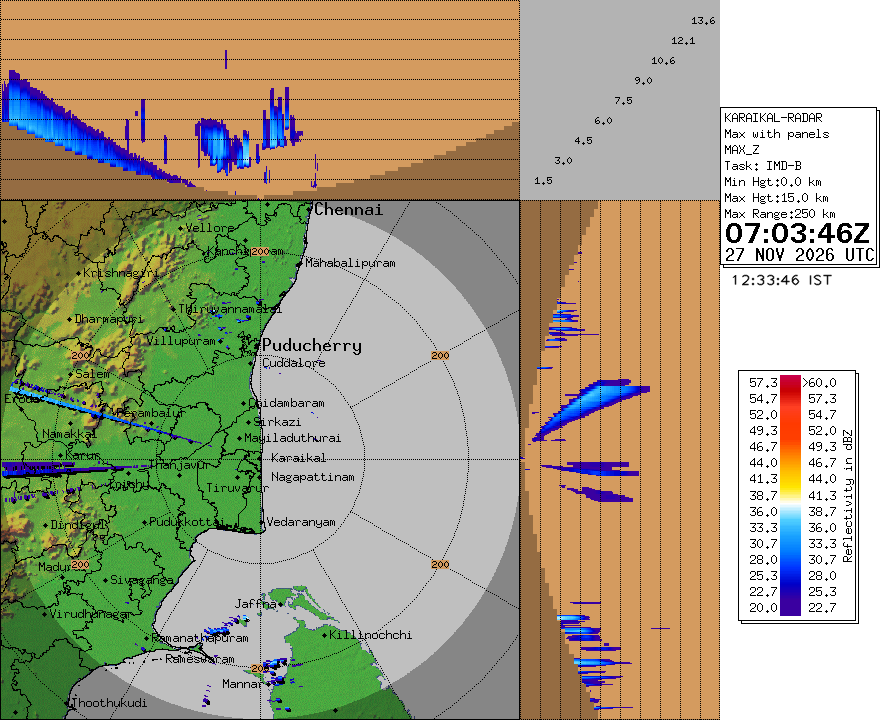 13.6
12.1
10.6
9.0
7.5
6.0
4.5
3.0
1.5
KARAIKAL-RADAR
Max with panels
MAX_Z
Task: IMD-B
Min Hgt:0.0 km
Max Hgt:15.0 km
Max Range:250 km
07:03:46Z
27 NOV 2026 UTC
12:33:46 IST
Chennai
Vellore
200
Mahabalipuram
Krishnagiri
Thiruvannamalai
Dharmapuri
Villupuram
Puducherry
200
200
Cuddalore
Salem
Erode
Chidambaram
Perambalur
Sirkazi
Namakkal
Mayiladuthurai
Karur
Thanjavur
Karaikal
Nagapattinam
Tiruvarur
Dindigul
Pudukkottai
Vedaranyam
200
200
Sivaganga
Jaffna
Virudhunagar
Ramanathapuram
Killinochchi
Rameswaram
Mannar
Thoothukudi
57.3 >60.0
54.7 57.3
52.0 54.7
49.3 52.0
46.7 49.3
44.0 46.7
41.3 44.0
38.7 41.3
36.0 38.7
33.3 36.0
30.7 33.3
28.0 30.7
25.3 28.0
22.7 25.3
20.0 22.7
Reflectivity in dBZ